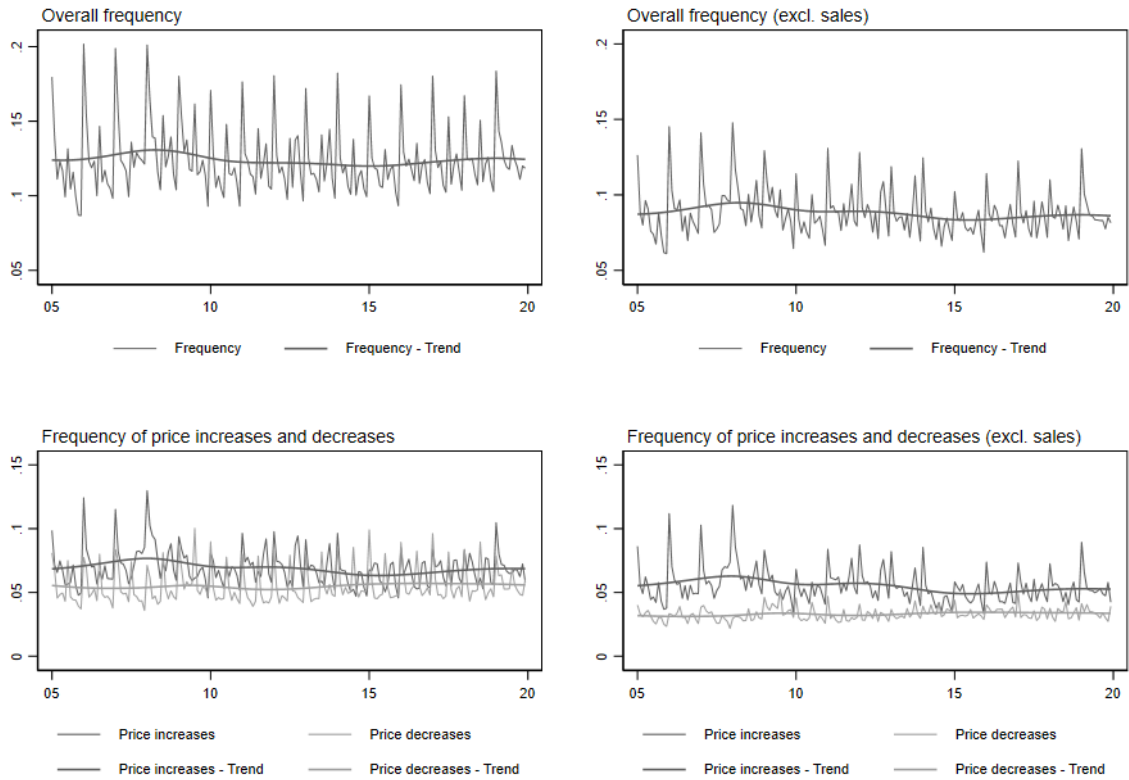 Overall frequency
.2
.15
.1
.05
05 10 15 20
Frequency Frequency - Trend
Overall frequency (excl. sales)
.2
.15
.1
.05
05 10 15 20
Frequency Frequency - Trend
Frequency of price increases and decreases
.15
.1
.05
0
05 10 15 20
Price increases Price decreases
Price increases - Trend Price decreases - Trend
Frequency of price increases and decreases (excl. sales)
.15
.1
.05
0
05 10 15 20
Price increases Price decreases
Price increases - Trend Price decreases - Trend